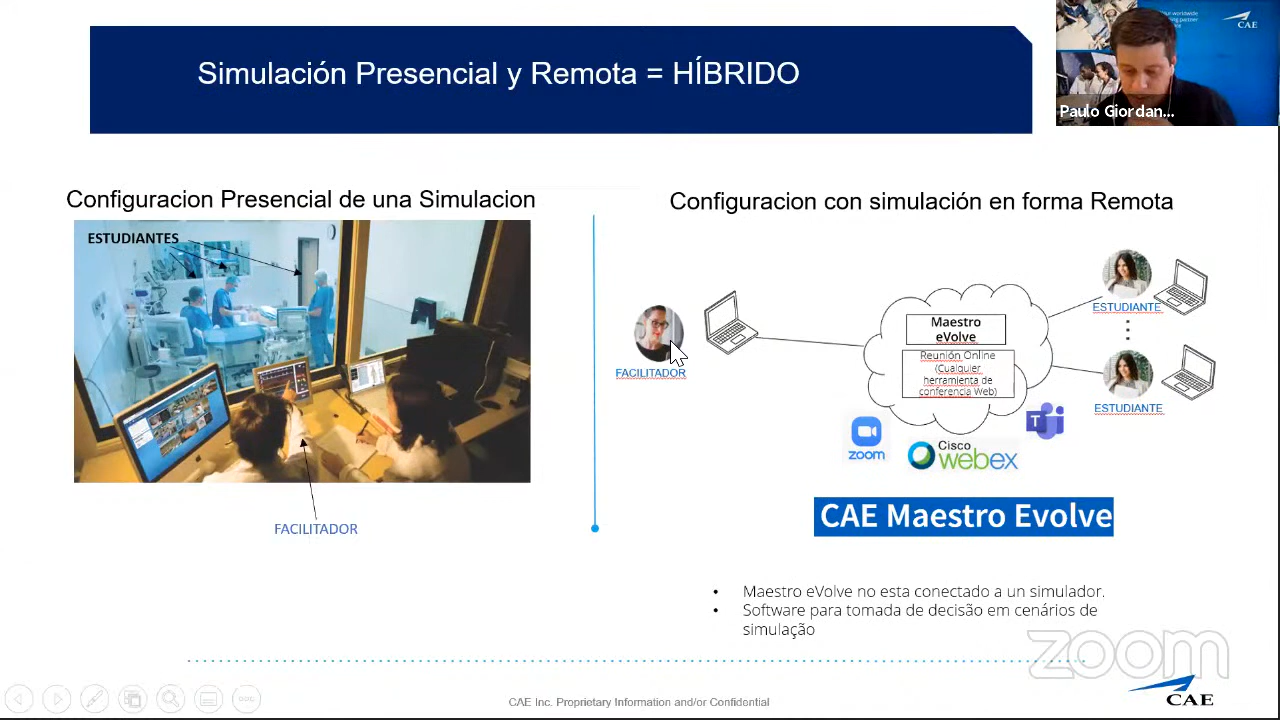 Simulación Presencial y Remota = HÍBRIDO
CAE
Paulo Giordan...
Configuracion Presencial de una Simulacion
ESTUDIANTES
FACILITADOR
Configuracion con simulación en forma Remota
FACILITADOR
Maestro
eVolve
Reunión Online
(Cualquier
herramienta de
conferencia Web)
ESTUDIANTE
ESTUDIANTE
zoom
Cisco
webex
T
CAE Maestro Evolve
• Maestro eVolve no esta conectado a un simulador.
• Software para tomada de decisão em cenários de
simulação
zoom
CAE Inc. Proprietary Information and/or Confidential
CAE